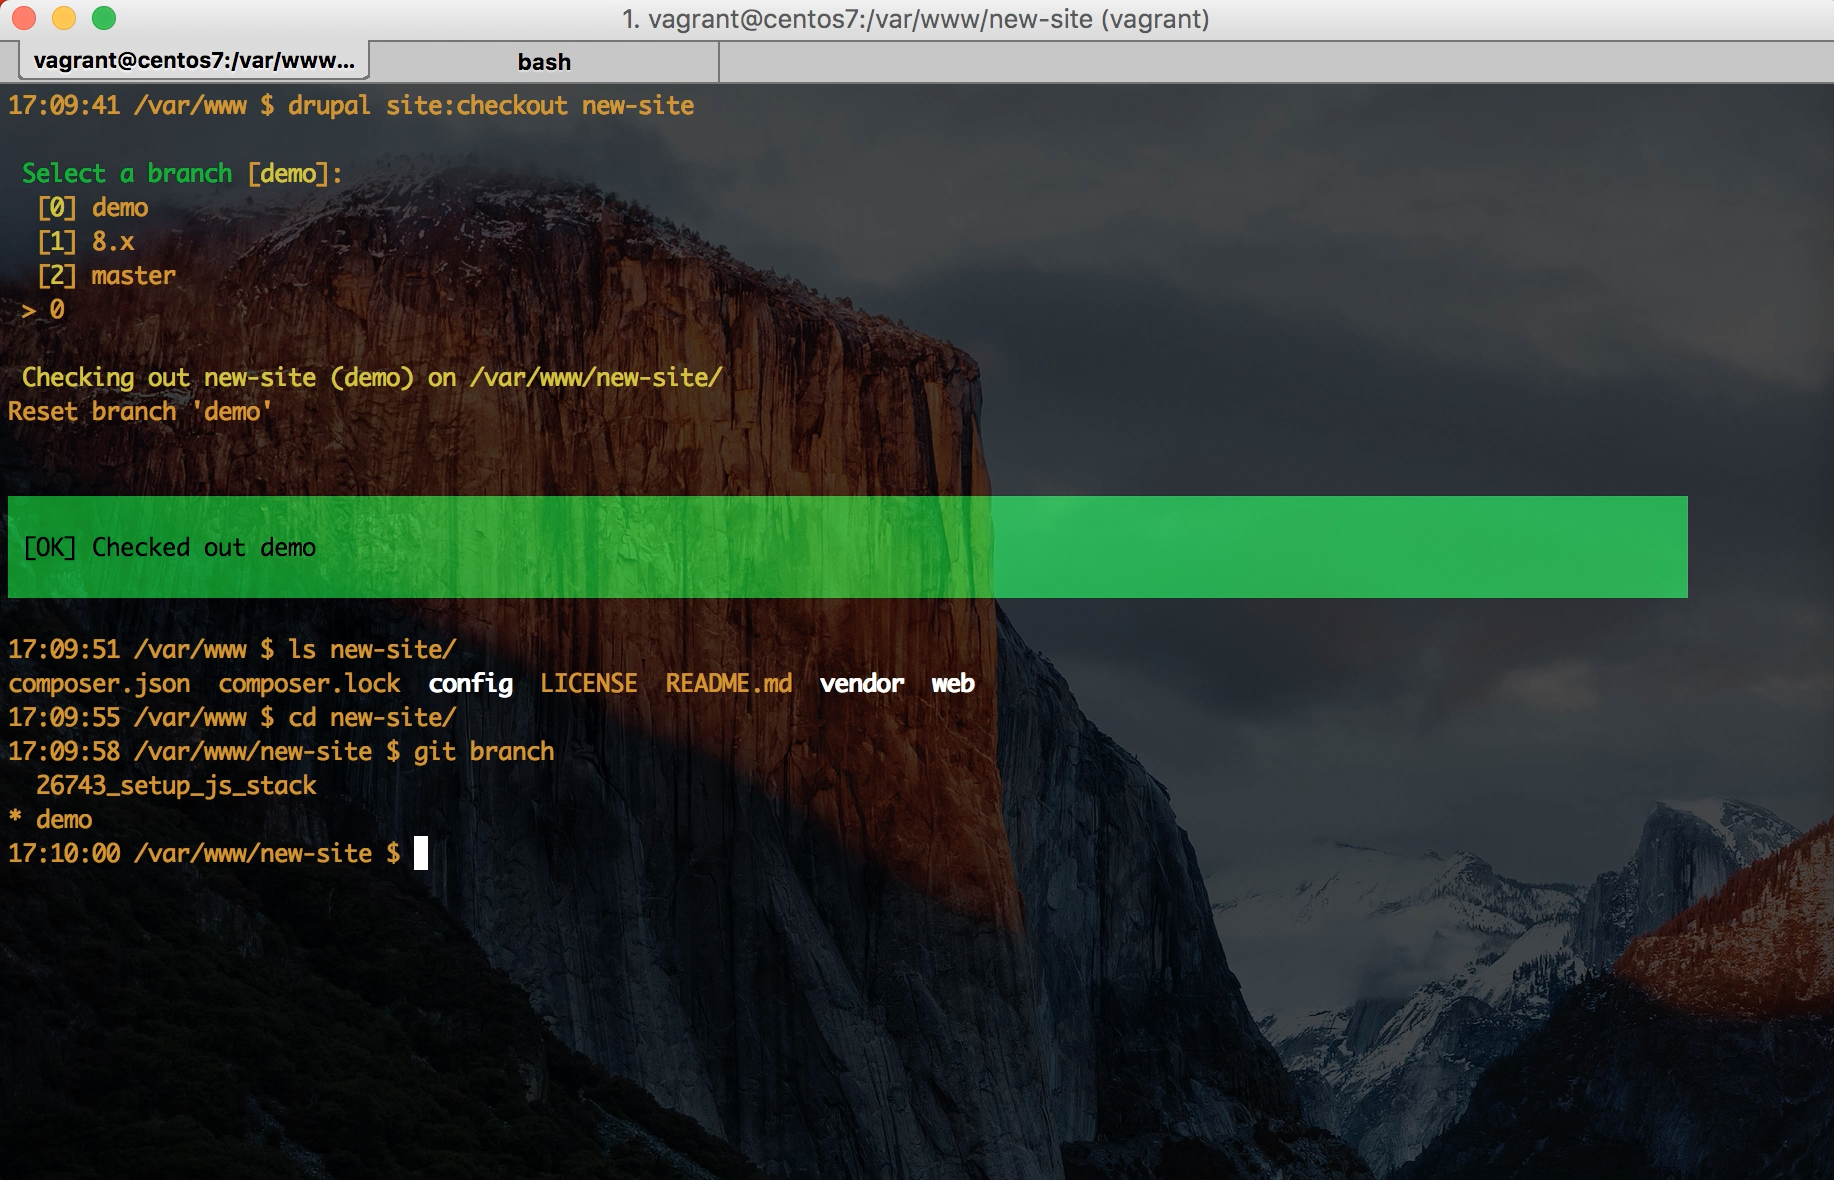 1. vagrant@centos7:/var/www/new-site (vagrant)
vagrant@centos7:/var/www... bash
17:09:41 /var/www $ drupal site:checkout new-site
Select a branch [demo]:
[0] demo
[1] 8.x
[2] master
> 0
Checking out new-site (demo) on /var/www/new-site/
Reset branch 'demo'
[OK] Checked out demo
17:09:51 /var/www $ ls new-site/
composer.json composer.lock config LICENSE README.md vendor web
17:09:55 /var/www $ cd new-site/
17:09:58 /var/www/new-site $ git branch
26743_setup_js_stack
* demo
17:10:00 /var/www/new-site $